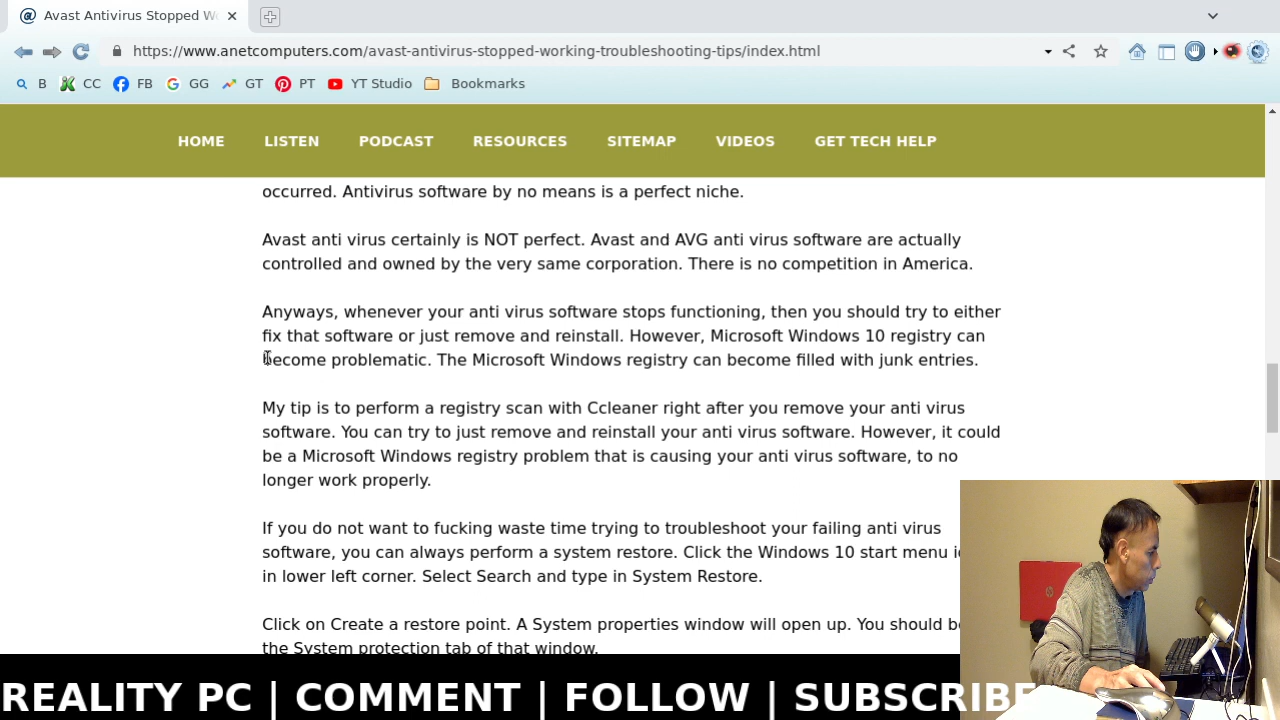 Avast Antivirus Stopped Wo
https://www.anetcomputers.com/avast-antivirus-stopped-working-troubleshooting-tips/index.html
B CC FB GG GT PT YT Studio Bookmarks
HOME LISTEN PODCAST RESOURCES SITEMAP VIDEOS GET TECH HELP
occurred. Antivirus software by no means is a perfect niche.
Avast anti virus certainly is NOT perfect. Avast and AVG anti virus software are actually
controlled and owned by the very same corporation. There is no competition in America.
Anyways, whenever your anti virus software stops functioning, then you should try to either
fix that software or just remove and reinstall. However, Microsoft Windows 10 registry can
become problematic. The Microsoft Windows registry can become filled with junk entries.
My tip is to perform a registry scan with Ccleaner right after you remove your anti virus
software. You can try to just remove and reinstall your anti virus software. However, it could
be a Microsoft Windows registry problem that is causing your anti virus software, to no
longer work properly.
If you do not want to fucking waste time trying to troubleshoot your failing anti virus
software, you can always perform a system restore. Click the Windows 10 start menu
in lower left corner. Select Search and type in System Restore.
Click on Create a restore point. A System properties window will open up. You should
the System protection tab of that window.
REALITY PC | COMMENT | FOLLOW | SUBSCRIBE